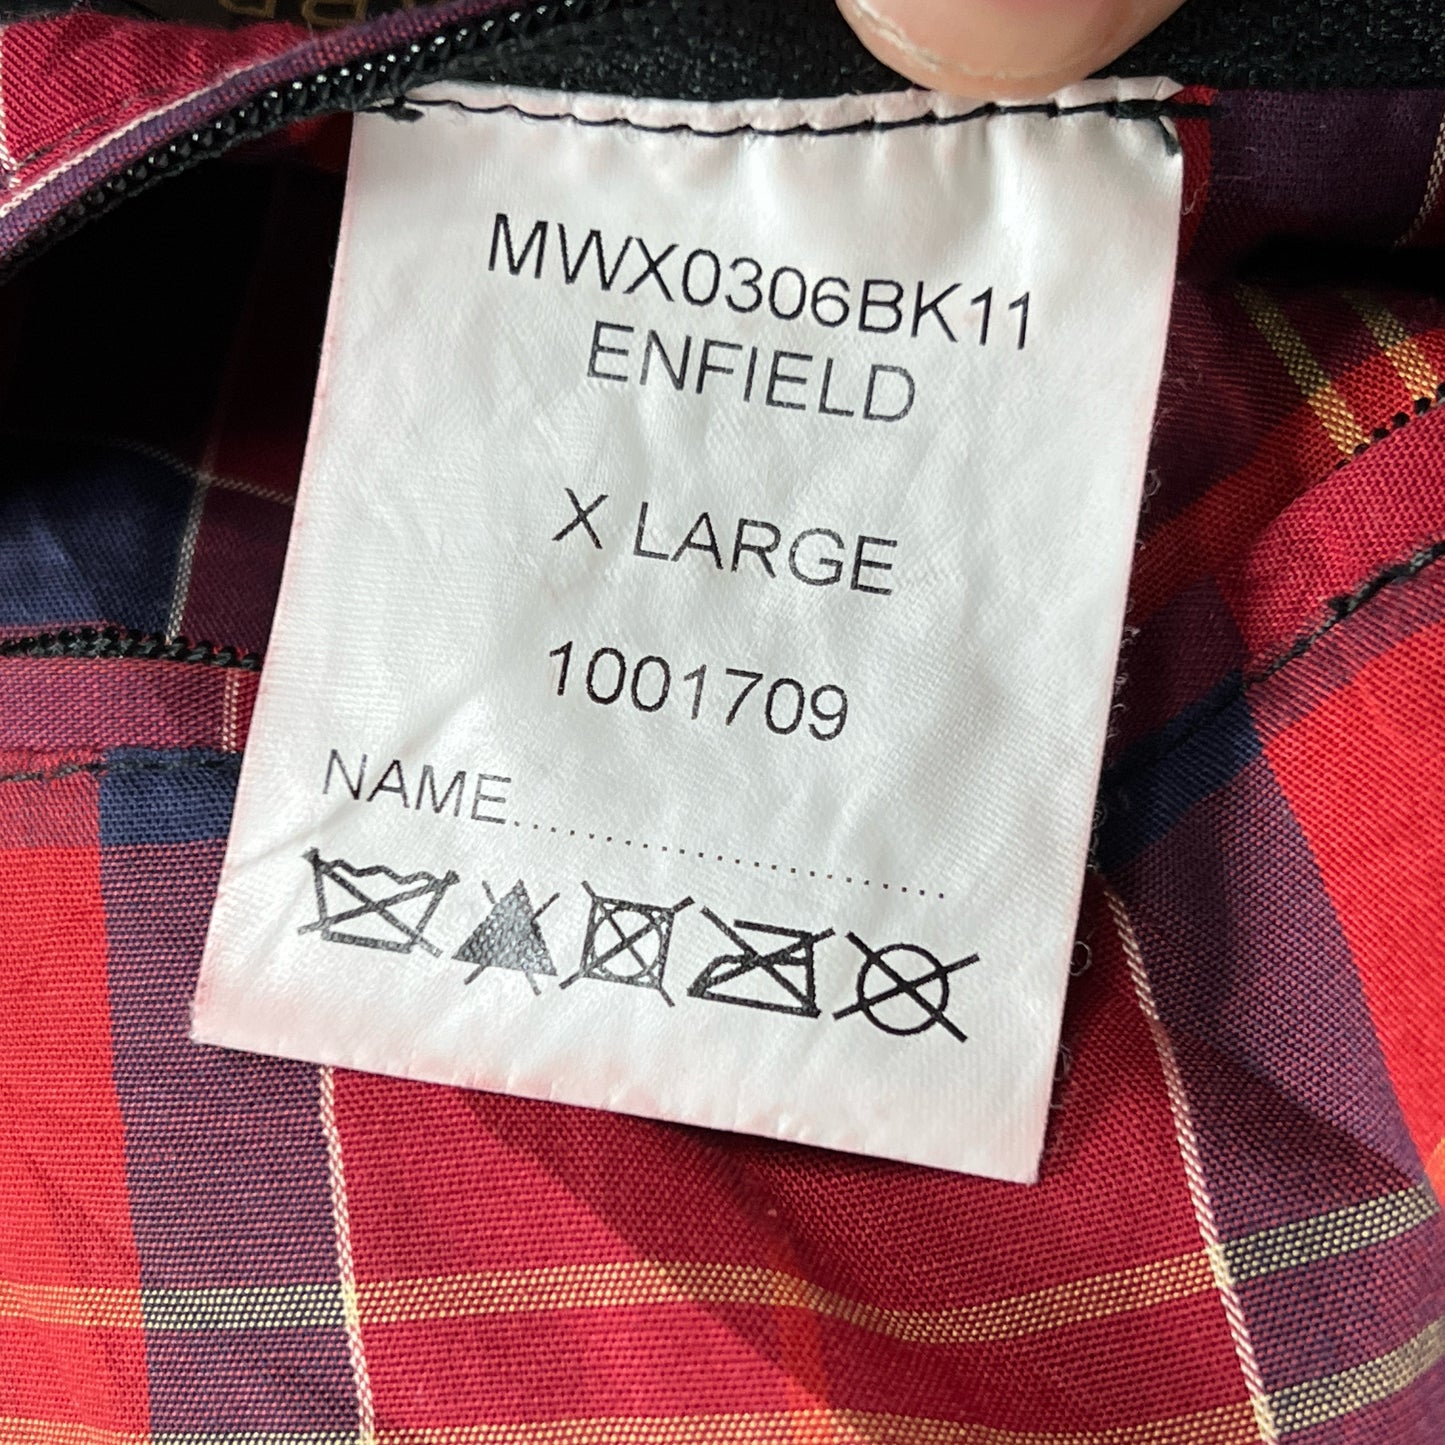 MWX0306BK11
ENFIELD
X LARGE
1001709
NAME....................................